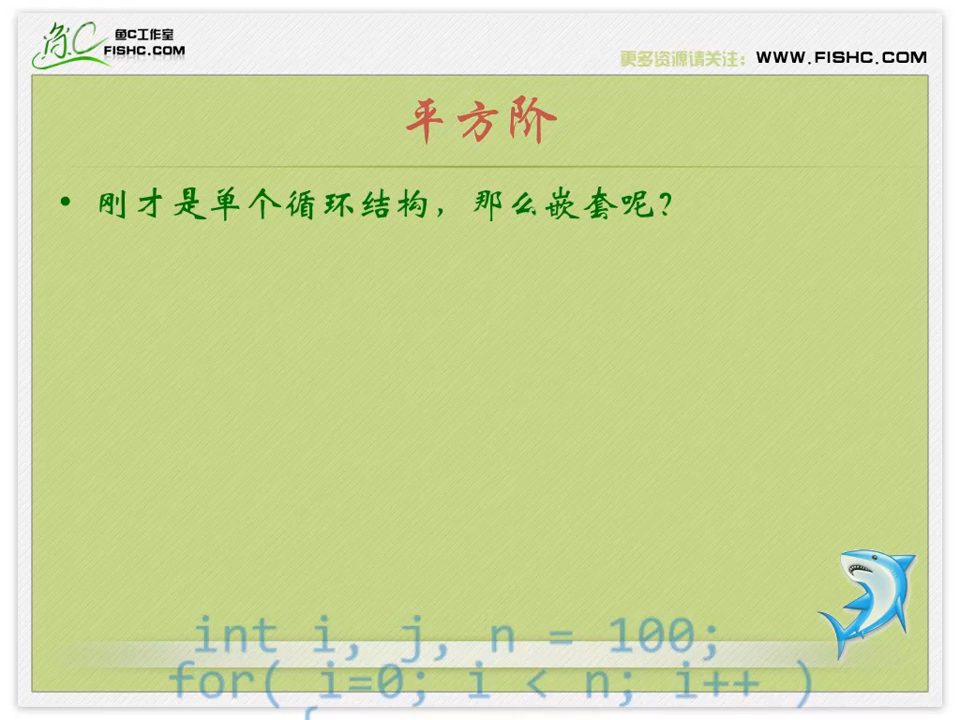 鱼C
鱼C工作室
FISHC.COM
更多资源请关注：WWW.FISHC.COM
平方阶
• 刚才是单个循环结构，那么嵌套呢？
int i, j, n = 100;
for( i=0; i < n; i++ )
{